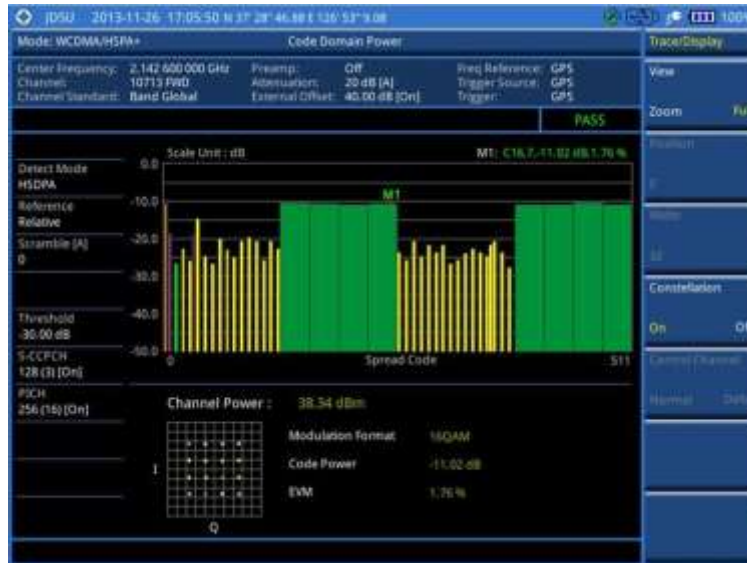 JDSU 2013-11-26 17:05:50 N 37° 28' 46.88 E 126° 53' 9.08 100%
Mode: WCDMA/HSPA+ Code Domain Power Trace/Display
Center Frequency: 2.142 600 000 GHz Preamp: Off Freq Reference: GPS
Channel: 10713 FWD Attenuation: 20 dB [A] Trigger Source: GPS
Channel Standard: Band Global External Offset: 40.00 dB [On] Trigger: GPS
View
Zoom Fu
PASS
Position
Scale Unit : dB M1: C16,7,-11.02 dB,1.76 %
Detect Mode
HSDPA
0.0
Reference
Relative
-10.0
M1
Scramble [A]
0
-20.0
-30.0
Constellation
On
Threshold
-30.00 dB
-40.0
S-CCPCH
128 (3) [On]
-50.0
0 Spread Code 511
Control Channel
Normal
PICH
256 (16) [On]
Channel Power : 38.34 dBm
Modulation Format 16QAM
Code Power -11.02 dB
EVM 1.76 %
I
Q